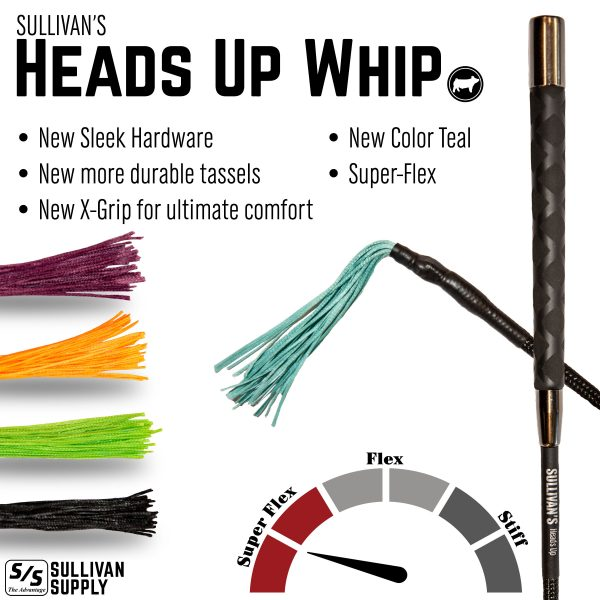 SULLIVAN'S
HEADS UP WHIP
• New Sleek Hardware
• New more durable tassels
• New X-Grip for ultimate comfort
• New Color Teal
• Super-Flex
Super Flex
Flex
Stiff
SULLIVAN'S
Heads Up
S/S
The Advantage
SULLIVAN
SUPPLY